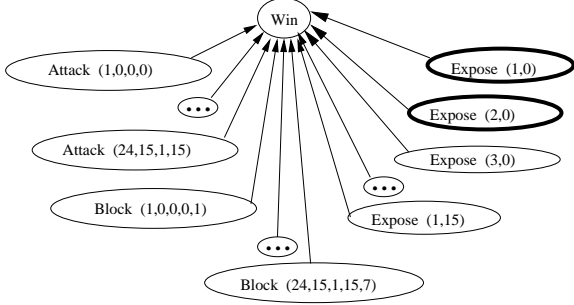 Win
Attack (1,0,0,0)
Expose (1,0)
•••
Expose (2,0)
Attack (24,15,1,15)
Expose (3,0)
•••
Block (1,0,0,0,1)
Expose (1,15)
•••
Block (24,15,1,15,7)